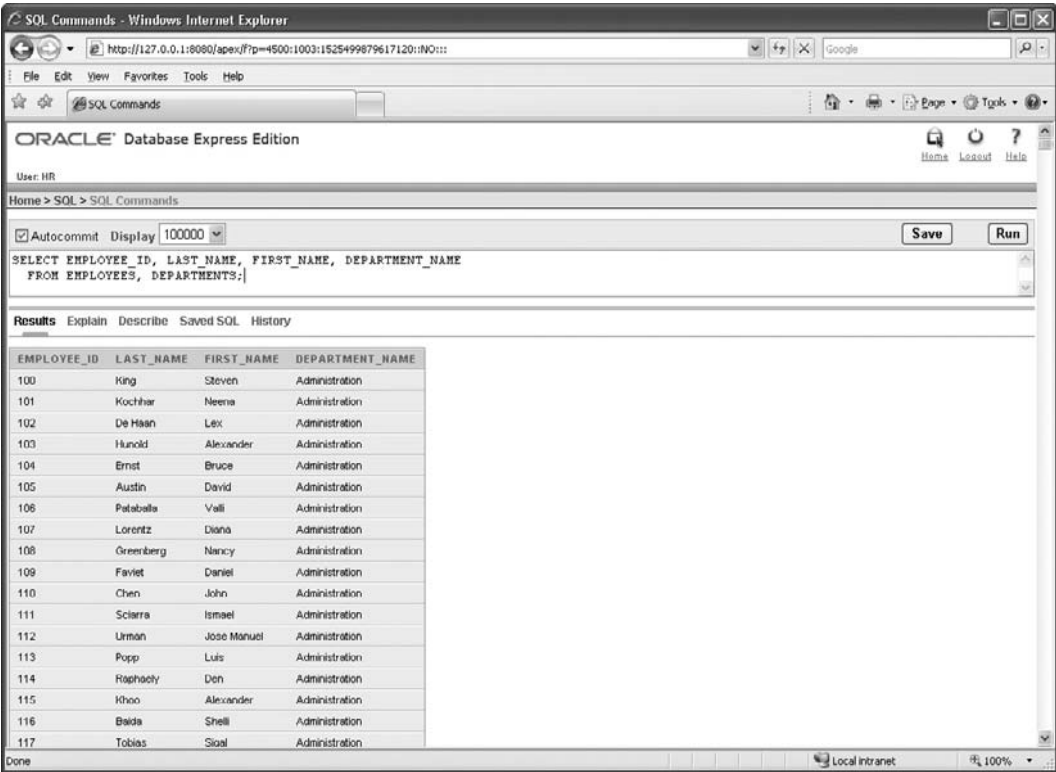 SQL Commands - Windows Internet Explorer
http://127.0.0.1:8080/apex/f?p=4500:1003:1525499879617120::NO:::
Google
File Edit View Favorites Tools Help
SQL Commands
Page Tools
ORACLE Database Express Edition
Home Logout Help
User: HR
Home > SQL > SQL Commands
Autocommit Display 100000 Save Run
SELECT EMPLOYEE_ID, LAST_NAME, FIRST_NAME, DEPARTMENT_NAME
FROM EMPLOYEES, DEPARTMENTS;
Results Explain Describe Saved SQL History
EMPLOYEE_ID LAST_NAME FIRST_NAME DEPARTMENT_NAME
100 King Steven Administration
101 Kochhar Neena Administration
102 De Haan Lex Administration
103 Hunold Alexander Administration
104 Ernst Bruce Administration
105 Austin David Administration
106 Pataballa Valli Administration
107 Lorentz Diana Administration
108 Greenberg Nancy Administration
109 Faviet Daniel Administration
110 Chen John Administration
111 Sciarra Ismael Administration
112 Urman Jose Manuel Administration
113 Popp Luis Administration
114 Raphaely Den Administration
115 Khoo Alexander Administration
116 Baida Shelli Administration
117 Tobias Sigal Administration
Done Local intranet 100%